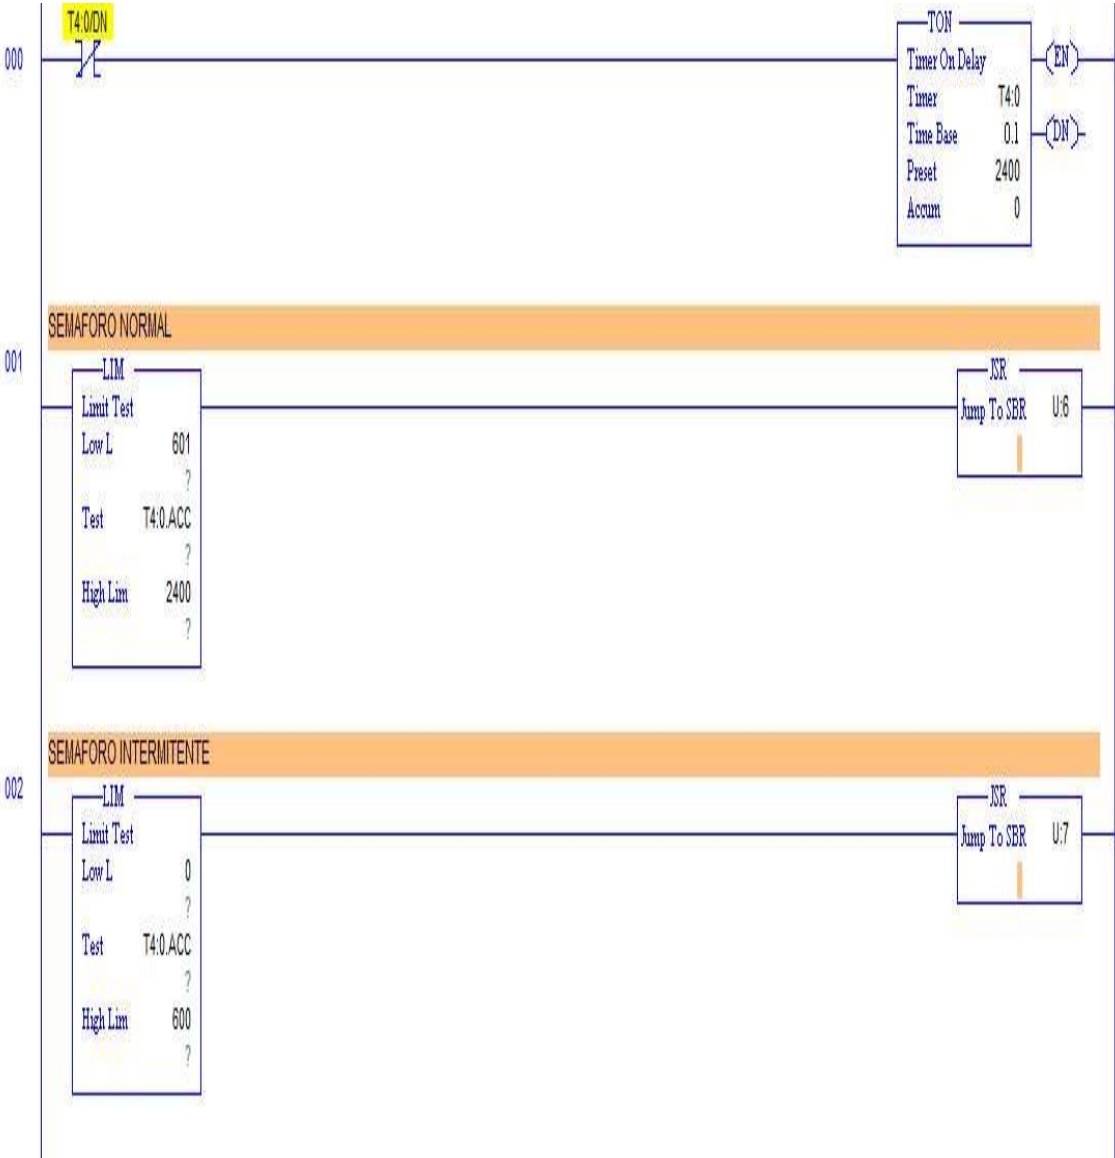 T4:0/DN
000
TON
Timer On Delay
Timer T4:0
Time Base 0.1
Preset 2400
Accum 0
(EN)
(DN)
SEMAFORO NORMAL
001
LIM
Limit Test
Low L 601
?
Test T4:0.ACC
?
High Lim 2400
?
JSR
Jump To SBR U:6
SEMAFORO INTERMITENTE
002
LIM
Limit Test
Low L 0
?
Test T4:0.ACC
?
High Lim 600
?
JSR
Jump To SBR U:7